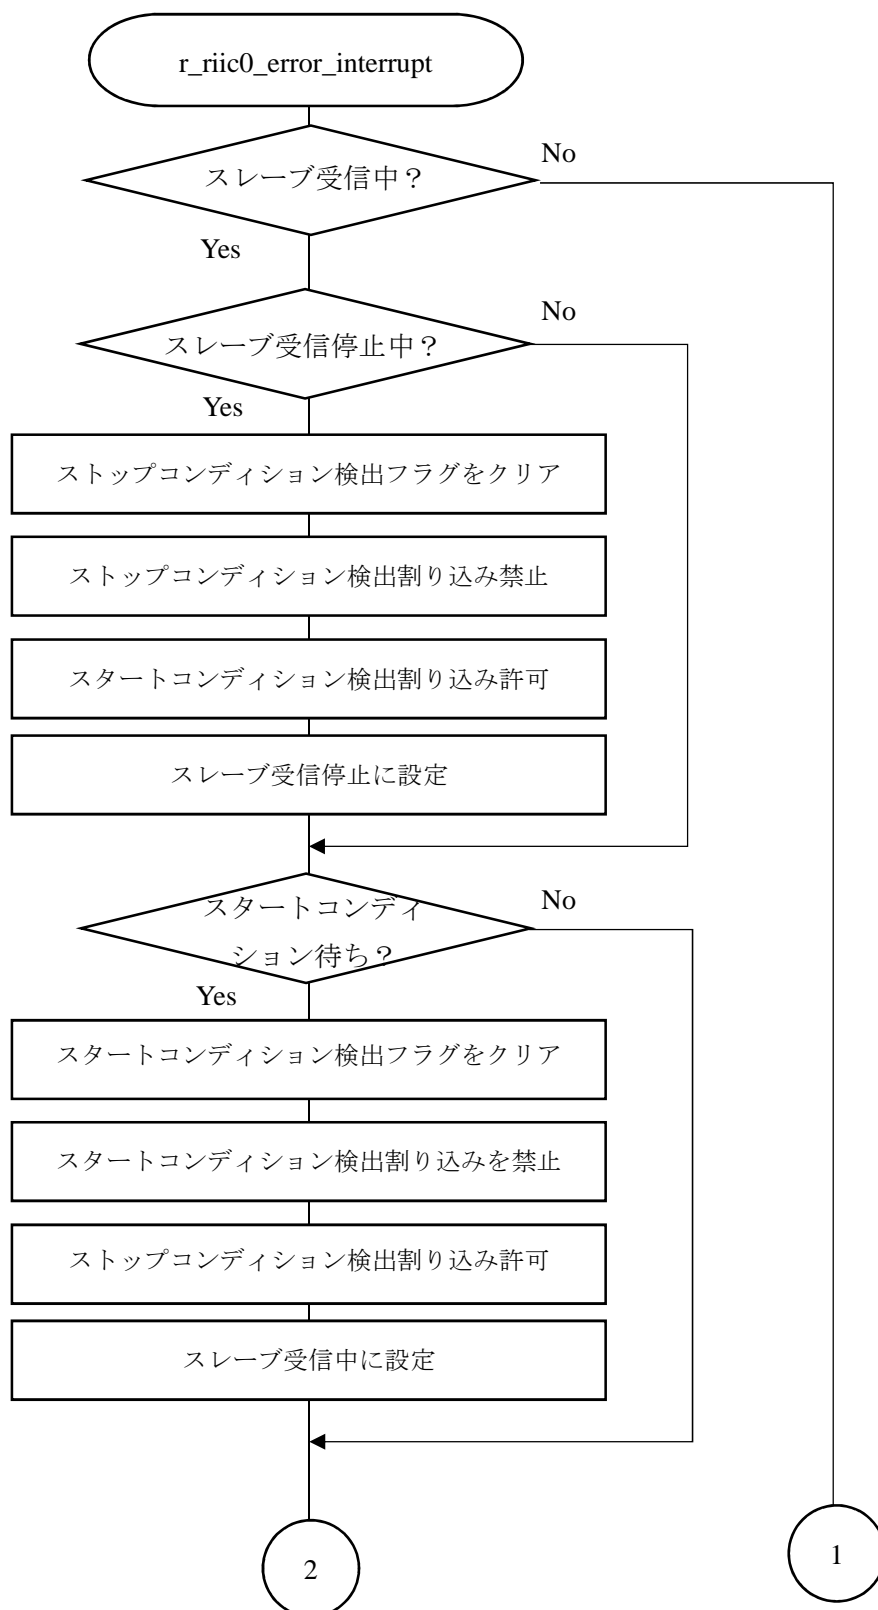 r_riic0_error_interrupt
スレーブ受信中？
No
Yes
スレーブ受信停止中？
No
Yes
ストップコンディション検出フラグをクリア
ストップコンディション検出割り込み禁止
スタートコンディション検出割り込み許可
スレーブ受信停止に設定
スタートコンディ
ション待ち？
No
Yes
スタートコンディション検出フラグをクリア
スタートコンディション検出割り込みを禁止
ストップコンディション検出割り込み許可
スレーブ受信中に設定
2
1